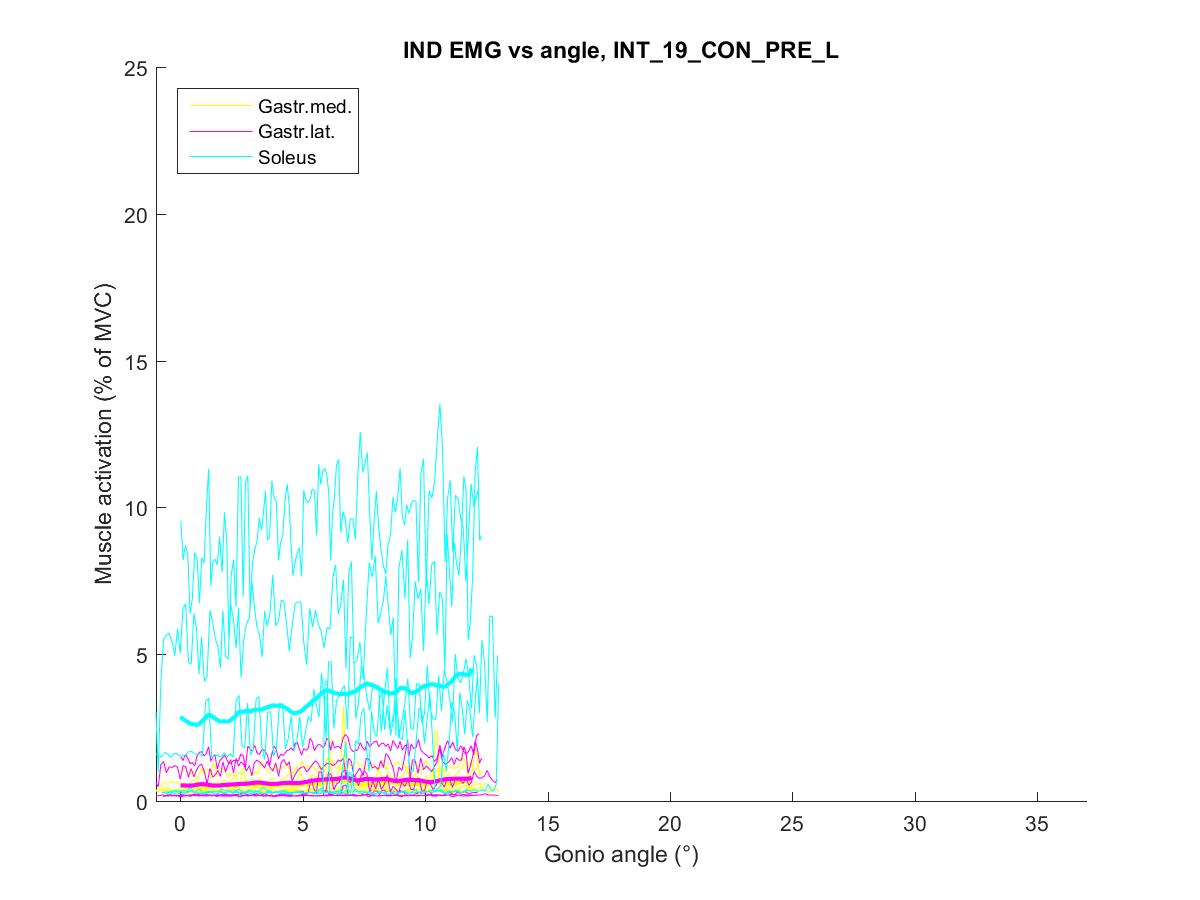 IND EMG vs angle, INT_19_CON_PRE_L
25
20
15
10
5
0
Muscle activation (% of MVC)
Gastr.med.
Gastr.lat.
Soleus
0 5 10 15 20 25 30 35
Gonio angle (°)